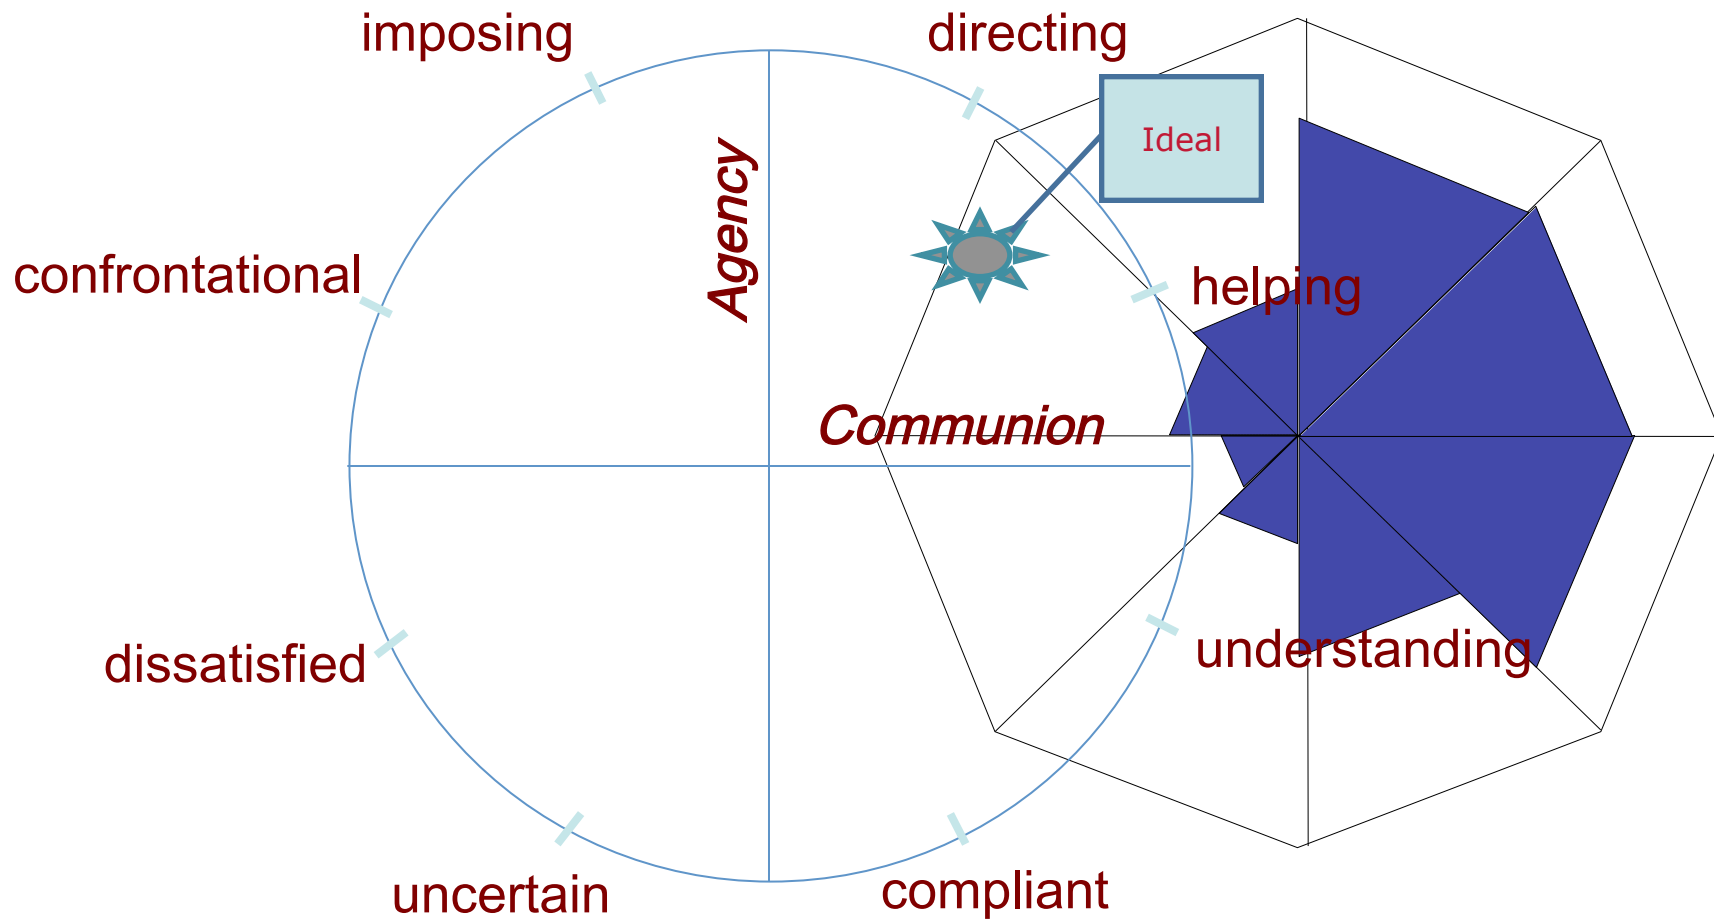 imposing
directing
Ideal
Agency
confrontational
helping
Communion
dissatisfied
understanding
uncertain
compliant